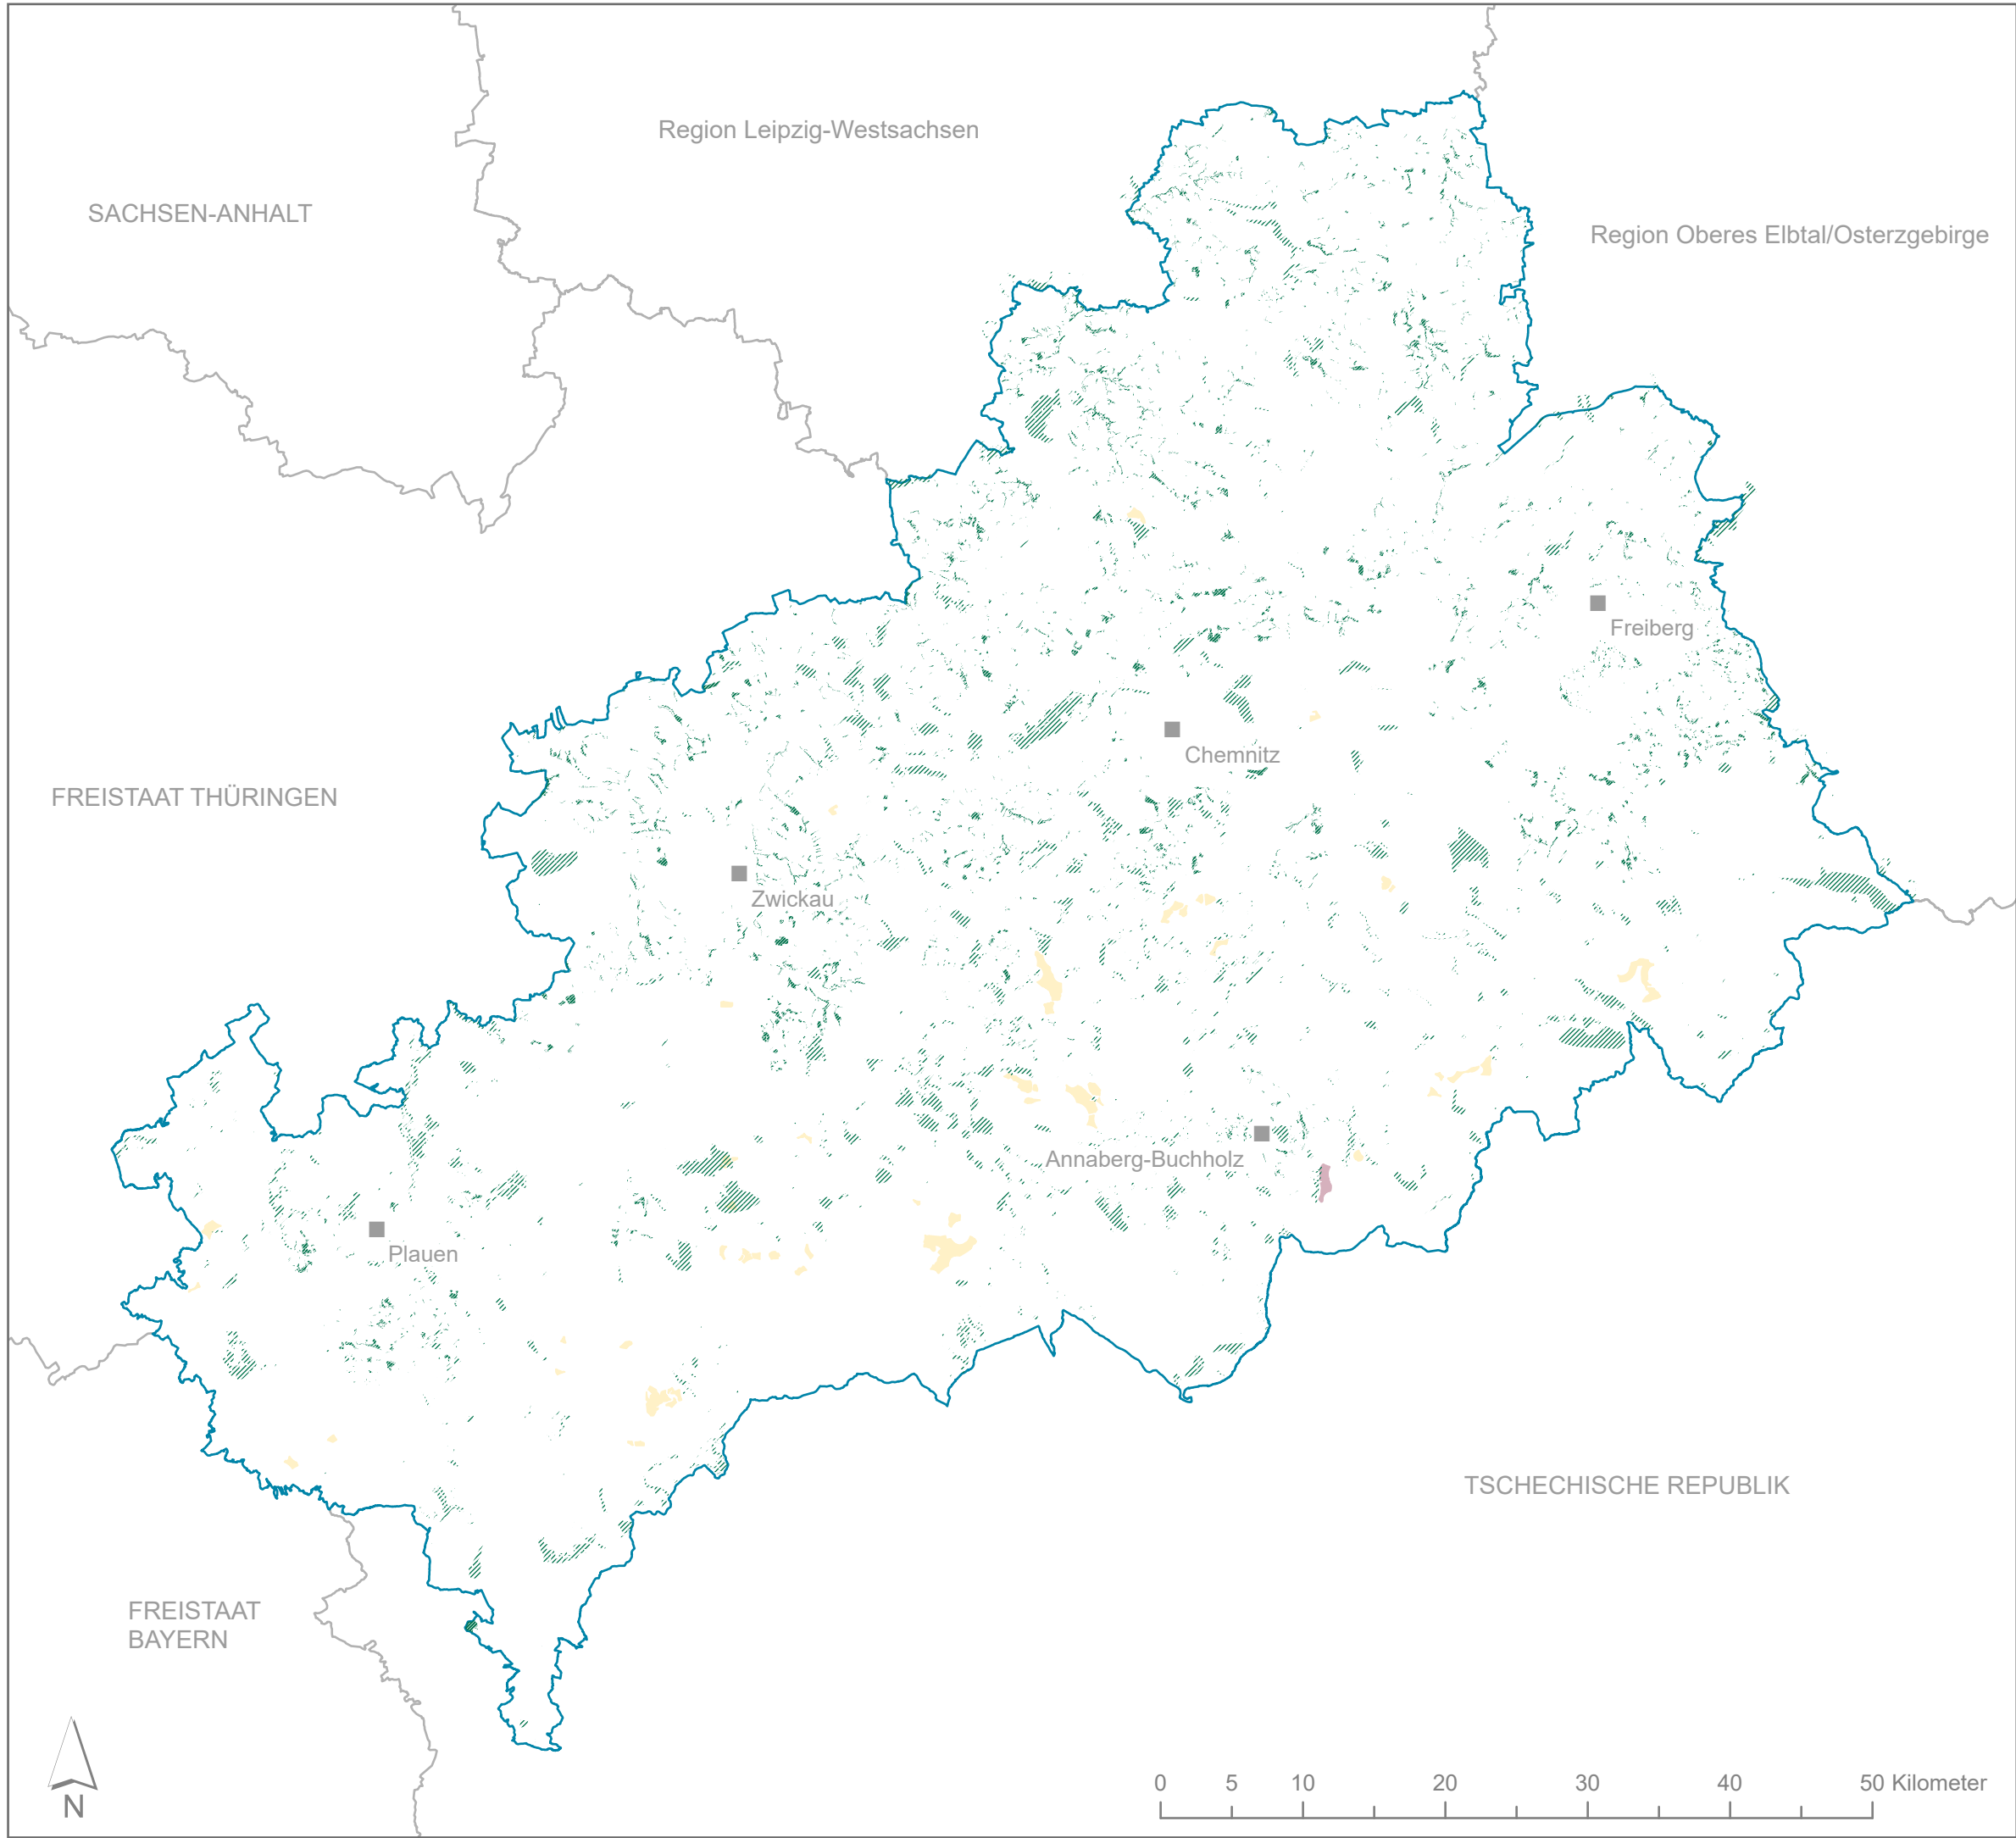 Region Leipzig-Westsachsen
SACHSEN-ANHALT
Region Oberes Elbtal/Osterzgebirge
Freiberg
Chemnitz
FREISTAAT THÜRINGEN
Zwickau
Annaberg-Buchholz
Plauen
TSCHECHISCHE REPUBLIK
FREISTAAT
BAYERN
N
0 5 10 20 30 40 50 Kilometer